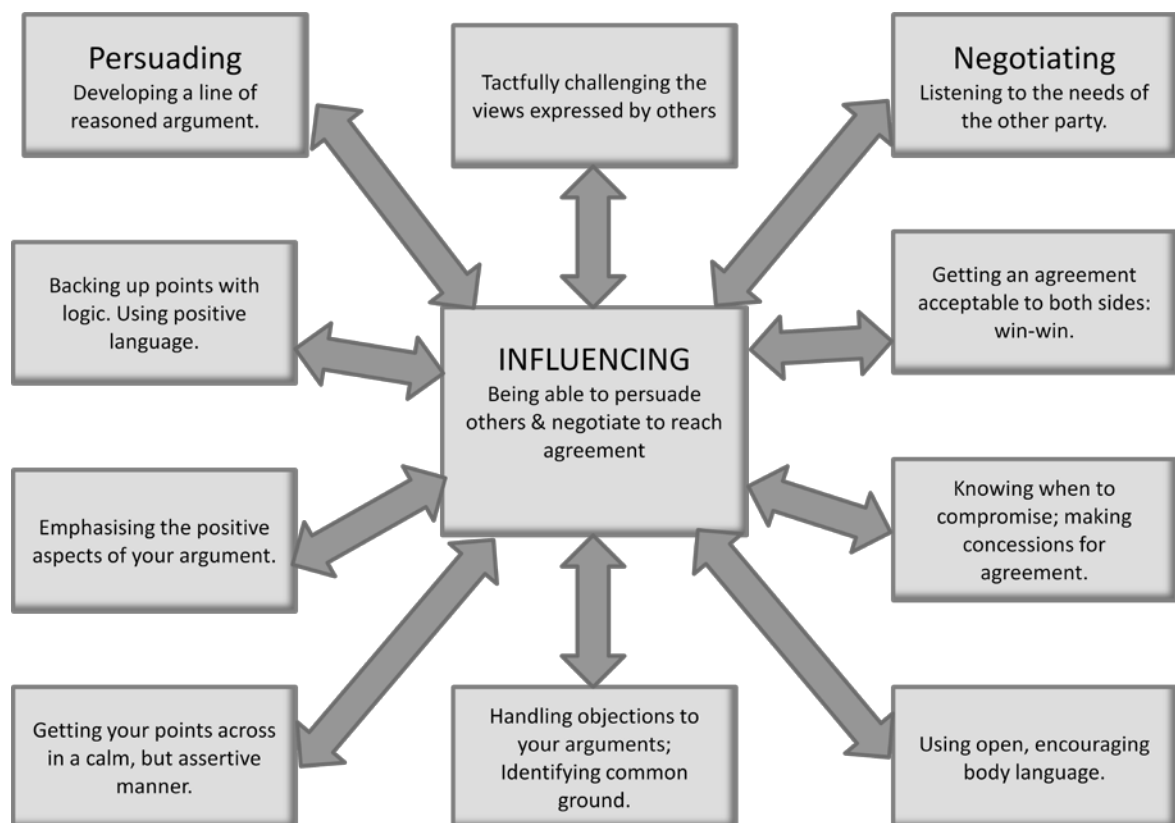 Persuading
Developing a line of
reasoned argument.
Tactfully challenging the
views expressed by others
Negotiating
Listening to the needs of
the other party.
Backing up points with
logic. Using positive
language.
Getting an agreement
acceptable to both sides:
win-win.
INFLUENCING
Being able to persuade
others & negotiate to reach
agreement
Emphasising the positive
aspects of your argument.
Knowing when to
compromise; making
concessions for
agreement.
Getting your points across
in a calm, but assertive
manner.
Handling objections to
your arguments;
Identifying common
ground.
Using open, encouraging
body language.